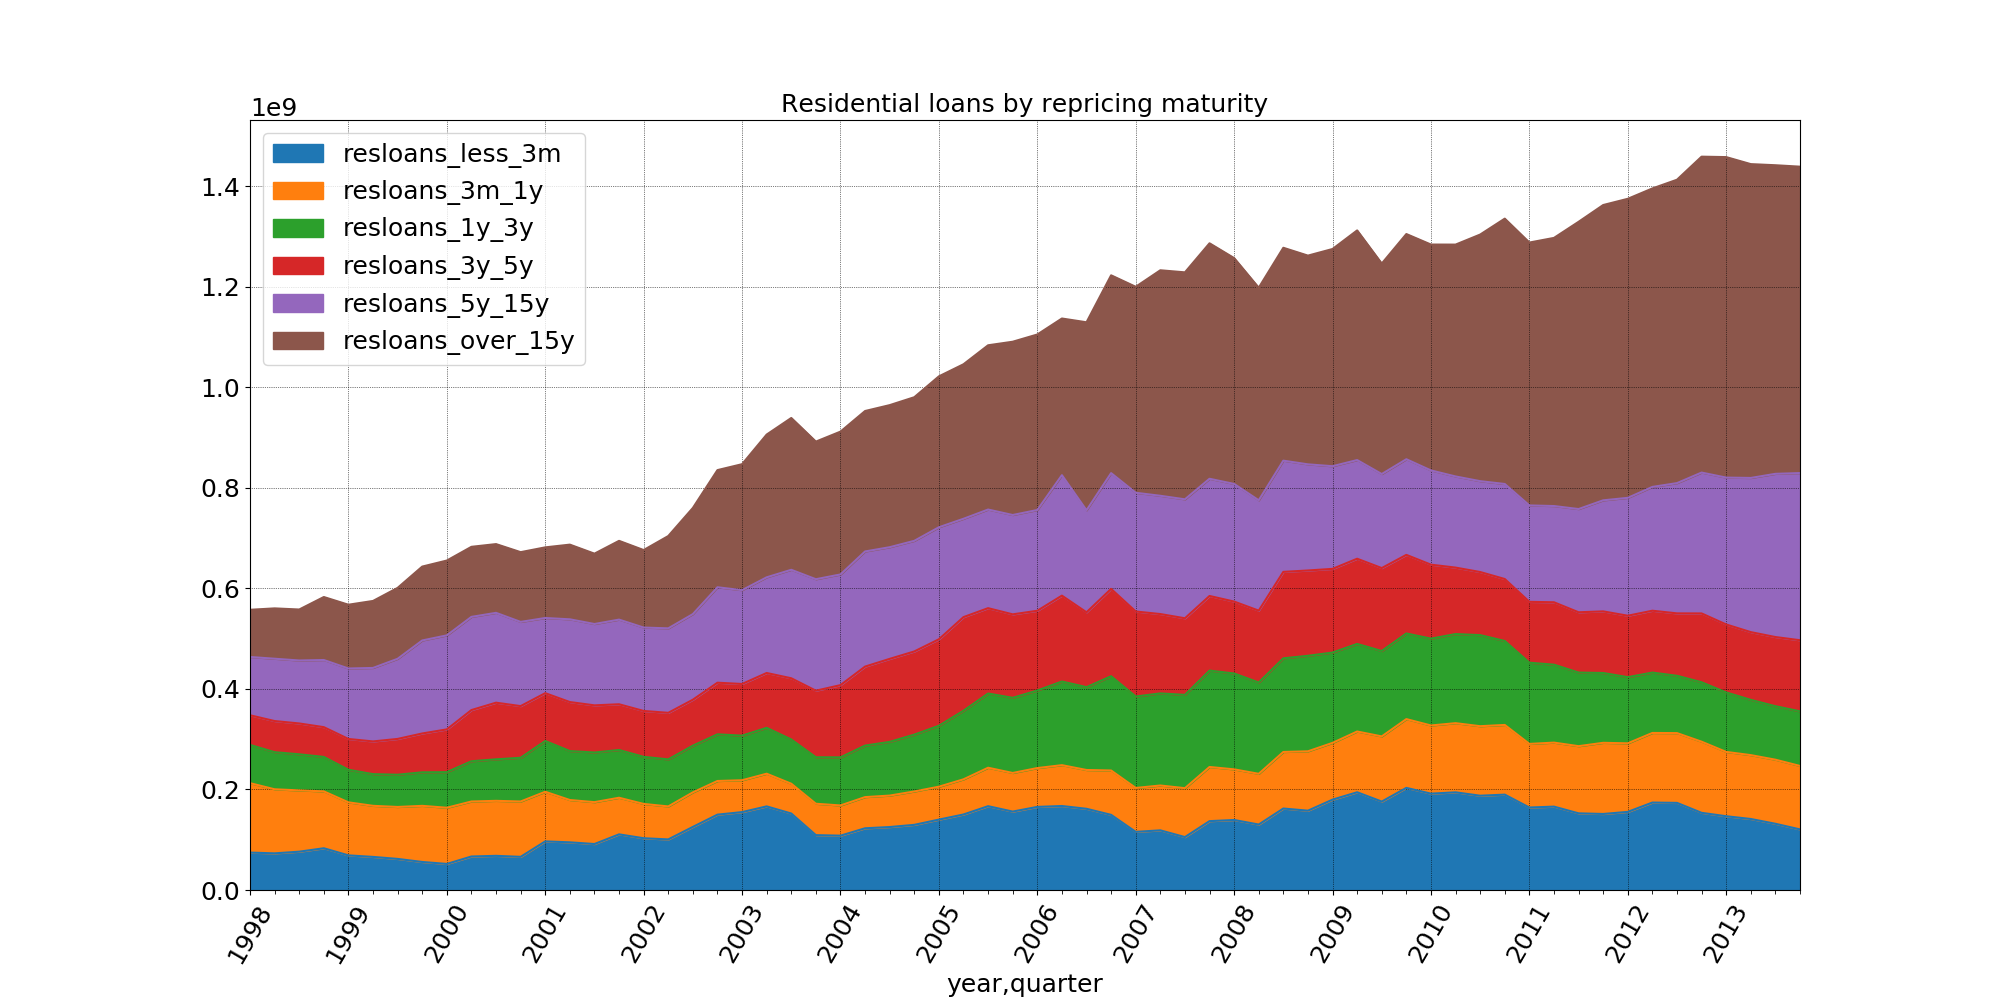 Residential loans by repricing maturity
1e9
resloans_less_3m
resloans_3m_1y
resloans_1y_3y
resloans_3y_5y
resloans_5y_15y
resloans_over_15y
1.4
1.2
1.0
0.8
0.6
0.4
0.2
0.0
1998 1999 2000 2001 2002 2003 2004 2005 2006 2007 2008 2009 2010 2011 2012 2013
year,quarter